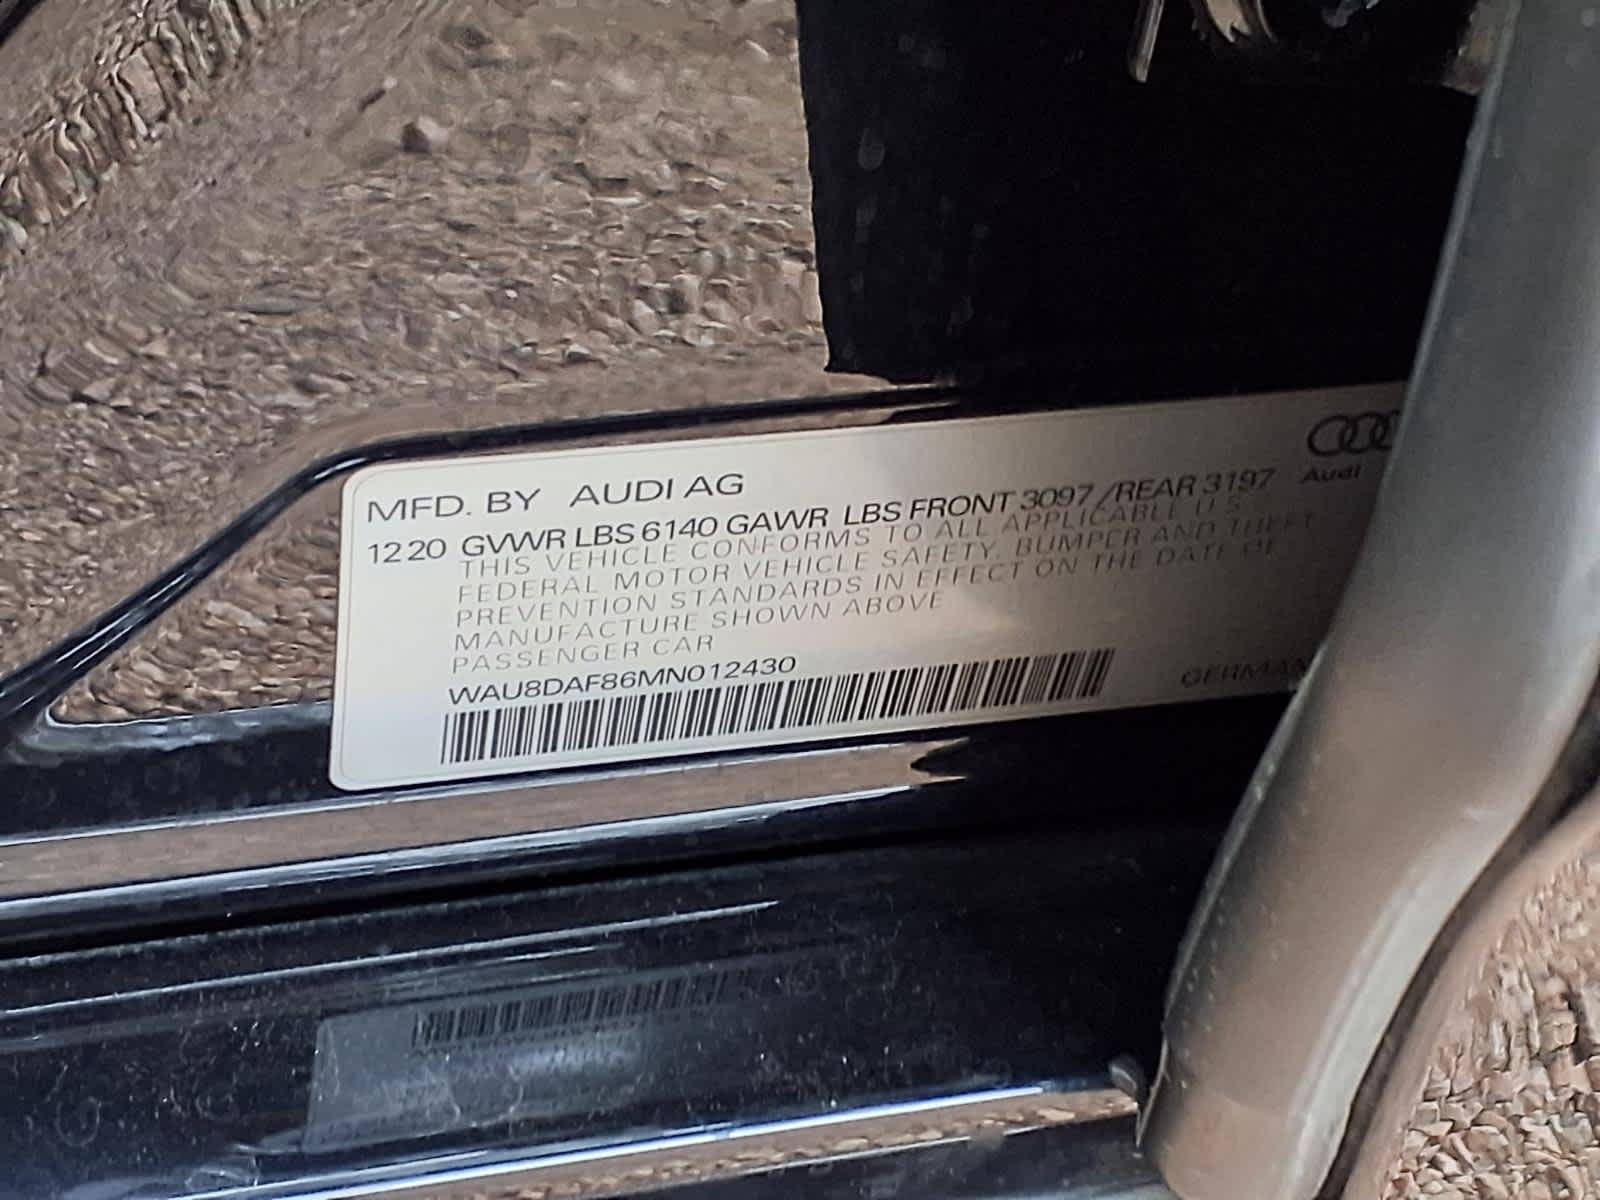 MFD. BY AUDI AG
Audi
12 20 GVWR LBS 6140 GAWR LBS FRONT 3097 / REAR 3197
THIS VEHICLE CONFORMS TO ALL APPLICABLE U.S.
FEDERAL MOTOR VEHICLE SAFETY, BUMPER AND THEFT
PREVENTION STANDARDS IN EFFECT ON THE DATE OF
MANUFACTURE SHOWN ABOVE
PASSENGER CAR
WAU8DAF86MN012430
GERMAN